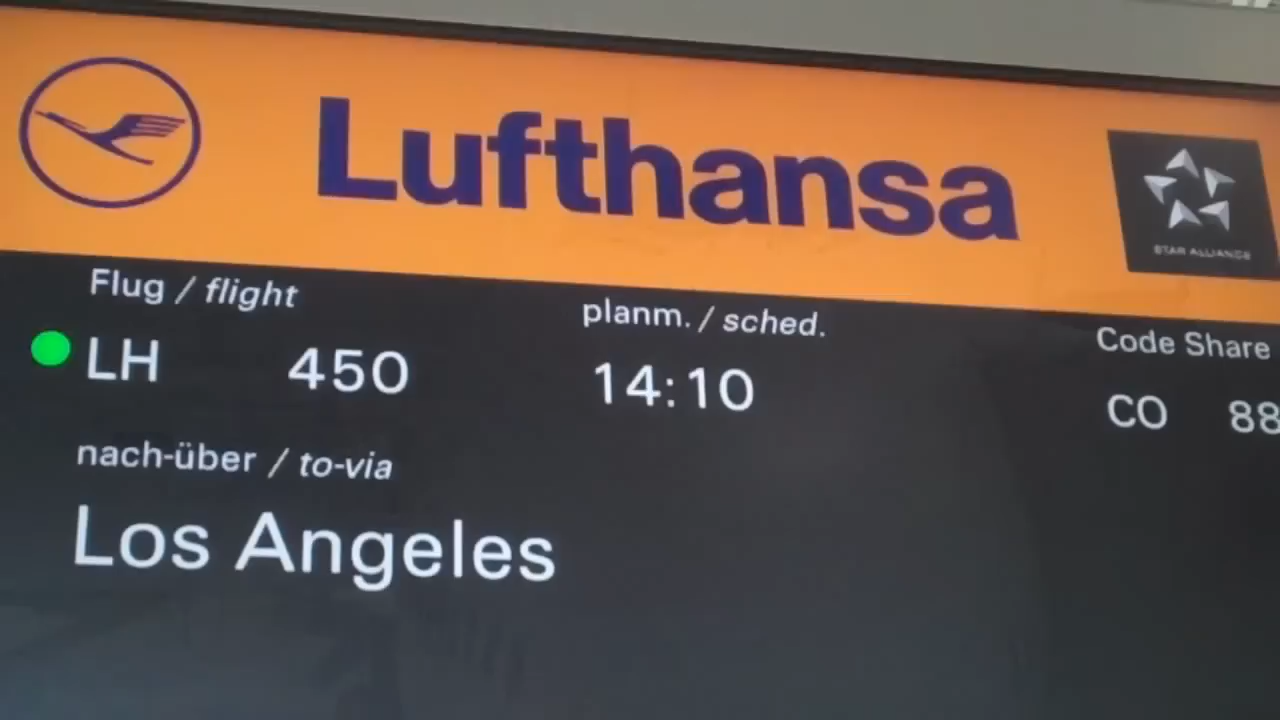 Lufthansa
STAR ALLIANCE
Flug / flight
planm. / sched.
Code Share
LH 450
14:10
CO 88
nach-über / to-via
Los Angeles